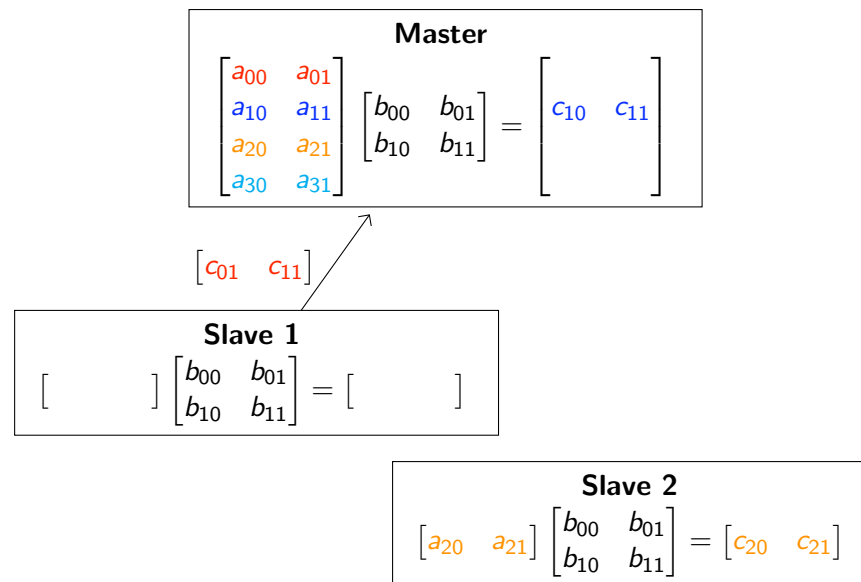 Master
[a00 a01
a10 a11
a20 a21
a30 a31] [b00 b01
b10 b11] = [c10 c11]
[c01 c11]
Slave 1
[ ] [b00 b01
b10 b11] = [ ]
Slave 2
[a20 a21] [b00 b01
b10 b11] = [c20 c21]